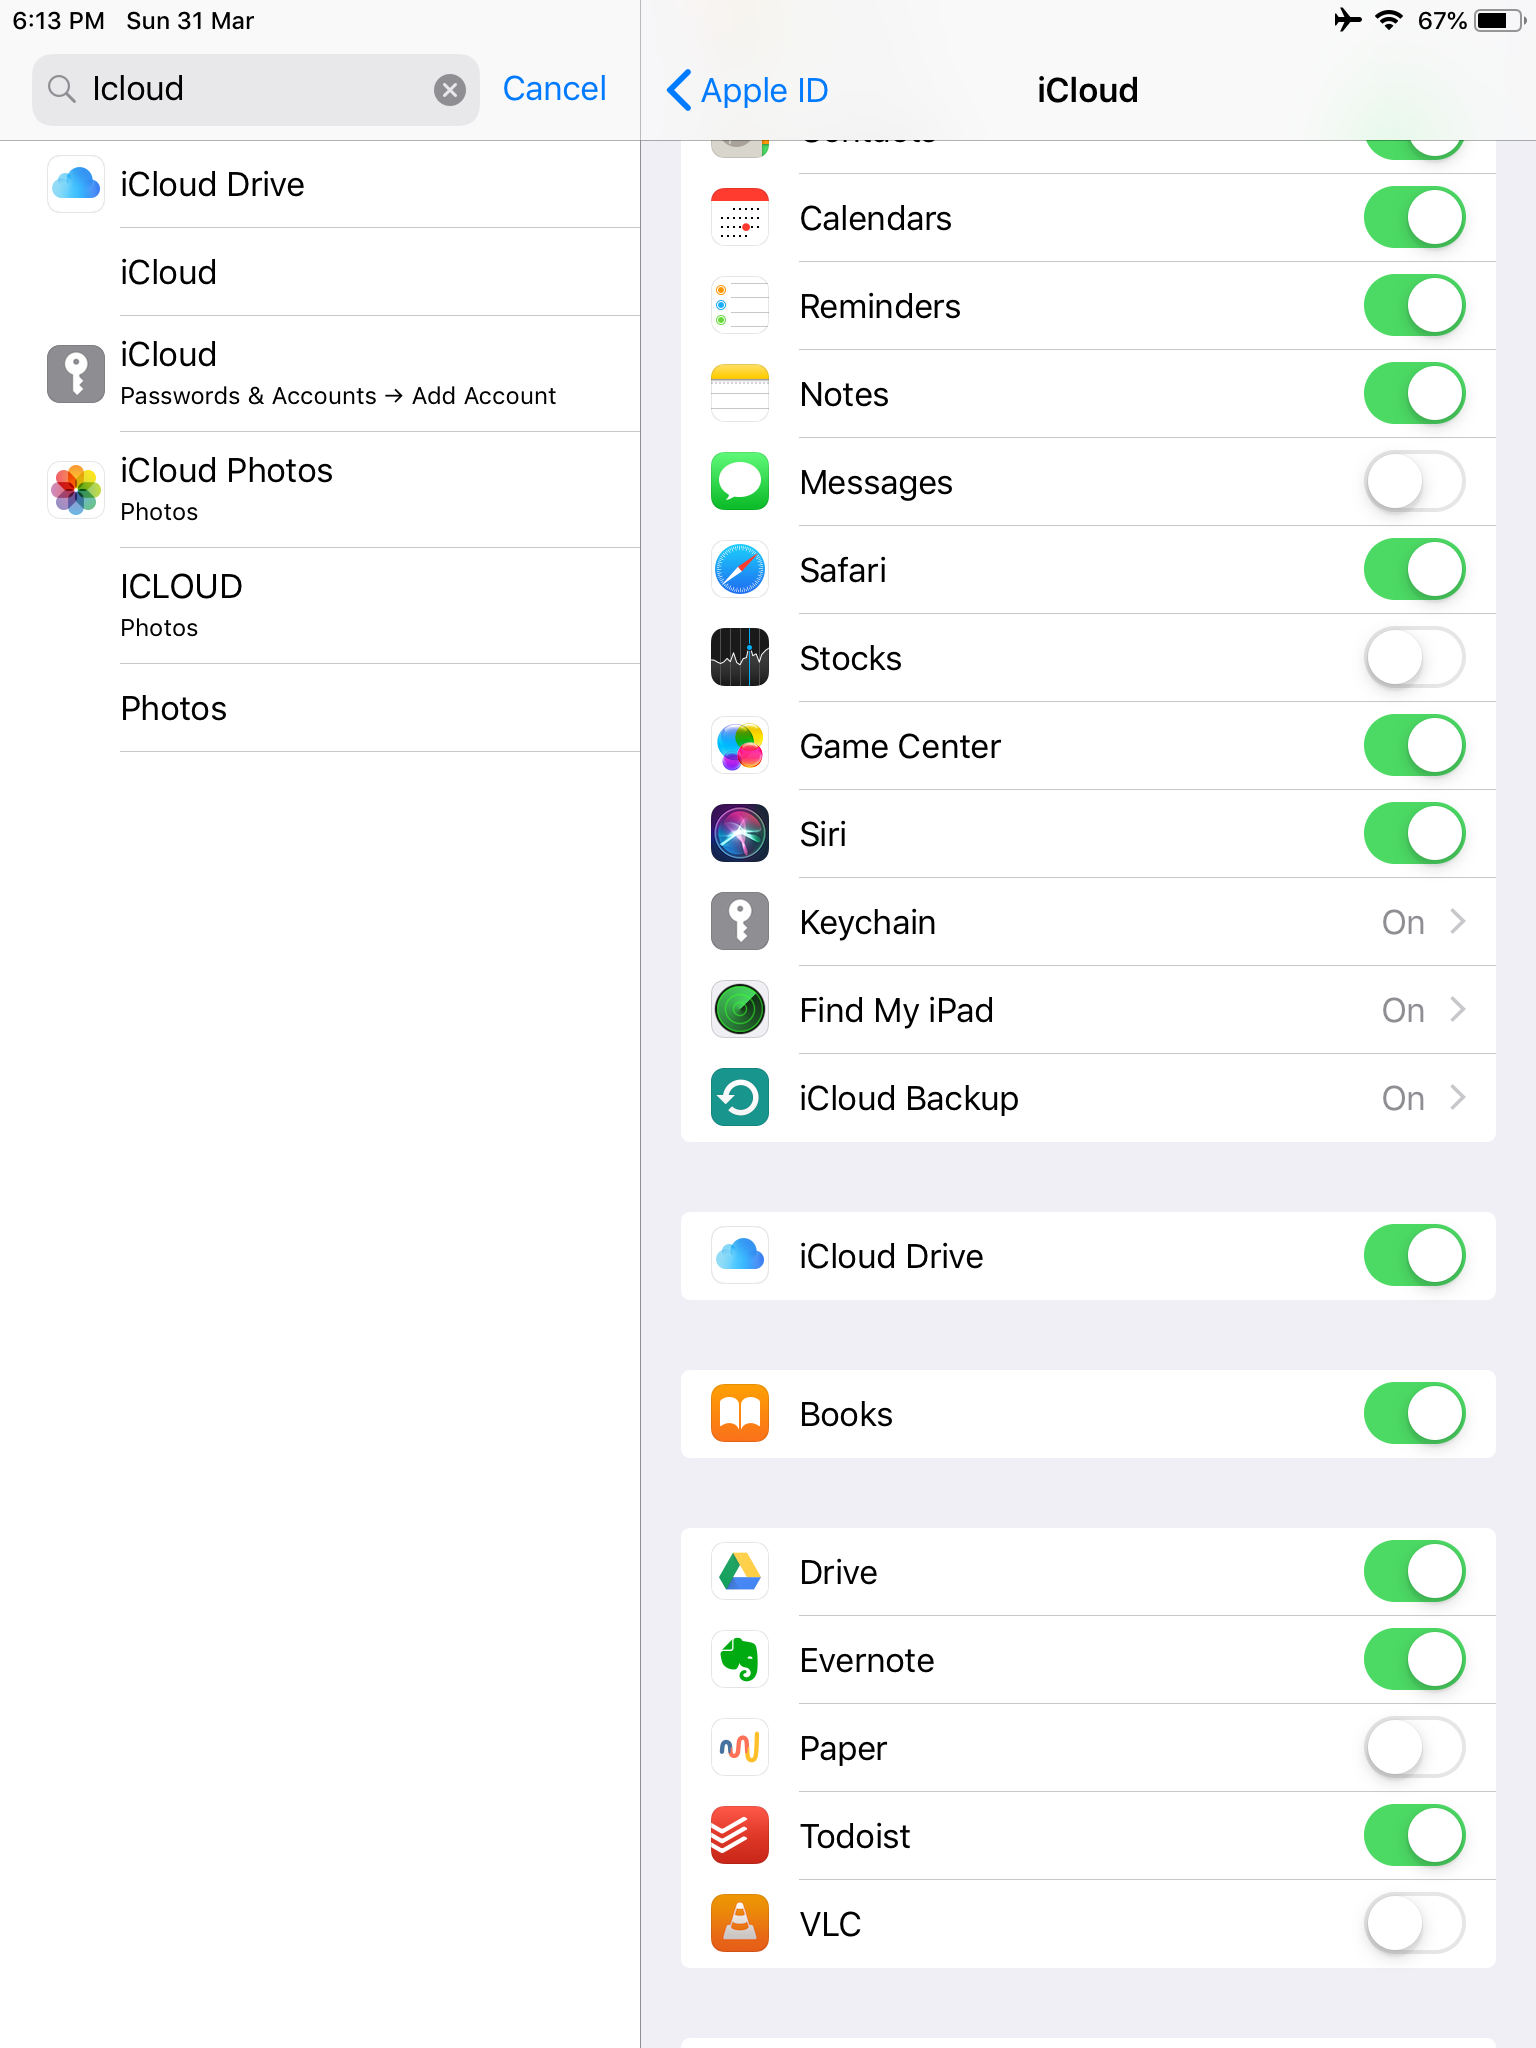 6:13 PM Sun 31 Mar
67%
Icloud
Cancel
iCloud Drive
iCloud
iCloud
Passwords & Accounts → Add Account
iCloud Photos
Photos
ICLOUD
Photos
Photos
Apple ID
iCloud
Contacts
Calendars
Reminders
Notes
Messages
Safari
Stocks
Game Center
Siri
Keychain On
Find My iPad On
iCloud Backup On
iCloud Drive
Books
Drive
Evernote
Paper
Todoist
VLC